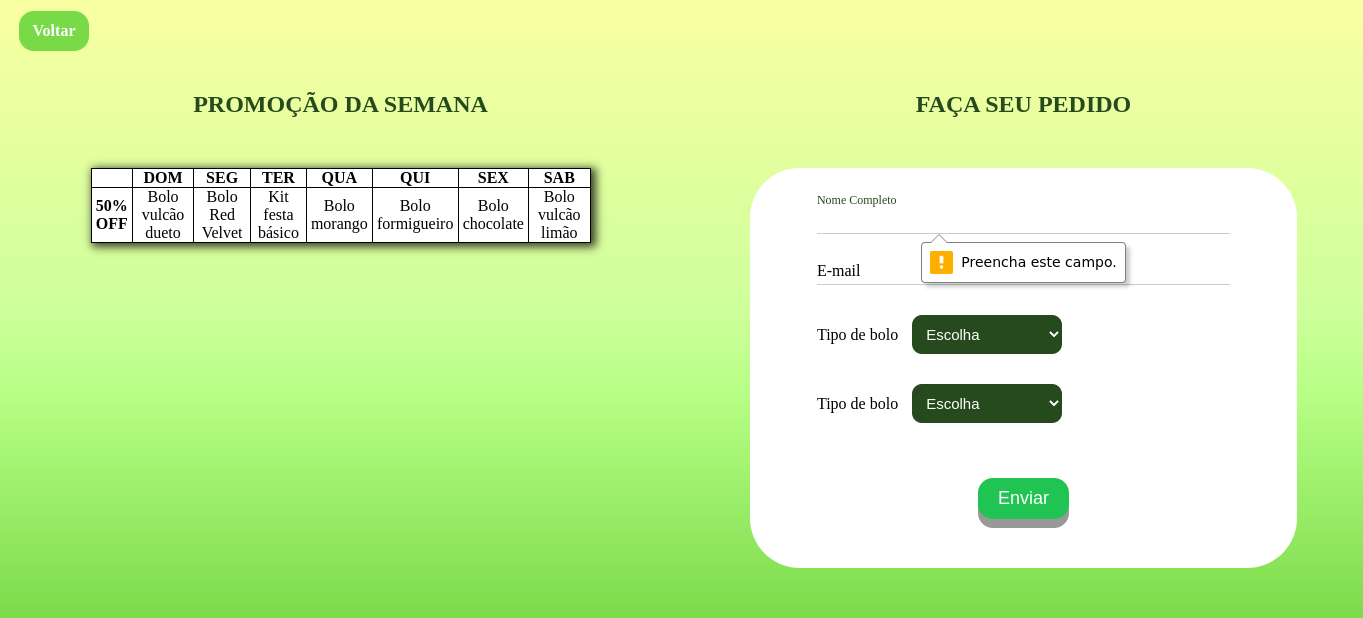 Voltar
PROMOÇÃO DA SEMANA
DOM SEG TER QUA QUI SEX SAB
50% OFF Bolo vulcão dueto Bolo Red Velvet Kit festa básico Bolo morango Bolo formigueiro Bolo chocolate Bolo vulcão limão
FAÇA SEU PEDIDO
Nome Completo
Preencha este campo.
E-mail
Tipo de bolo Escolha
Tipo de bolo Escolha
Enviar